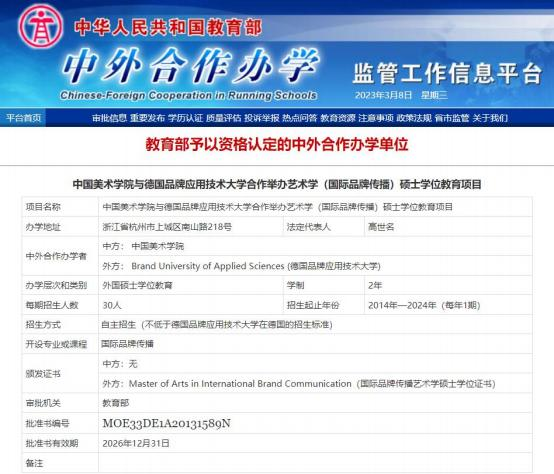 中华人民共和国教育部
中外合作办学
监管工作信息平台
Chinese-Foreign Cooperation in Running Schools
2023年3月8日 星期三
平台首页 审批信息 重要发布 学历认证 质量评估 投诉举报 热点问答 教育资源 注意事项 政策法规 省市监管 关于我们
教育部予以资格认定的中外合作办学单位
中国美术学院与德国品牌应用技术大学合作举办艺术学（国际品牌传播）硕士学位教育项目
项目名称 中国美术学院与德国品牌应用技术大学合作举办艺术学（国际品牌传播）硕士学位教育项目
办学地址 浙江省杭州市上城区南山路218号 法定代表人 高世名
中外合作办学者 中方： 中国美术学院
外方： Brand University of Applied Sciences (德国品牌应用技术大学)
办学层次和类别 外国硕士学位教育 学制 2年
每期招生人数 30人 招生起止年份 2014年—2024年（每年1期）
招生方式 自主招生（不低于德国品牌应用技术大学在德国的招生标准)
开设专业或课程 国际品牌传播
颁发证书 中方：无
外方：Master of Arts in International Brand Communication（国际品牌传播艺术学硕士学位证书）
审批机关 教育部
批准书编号 MOE33DE1A20131589N
批准书有效期 2026年12月31日
备注